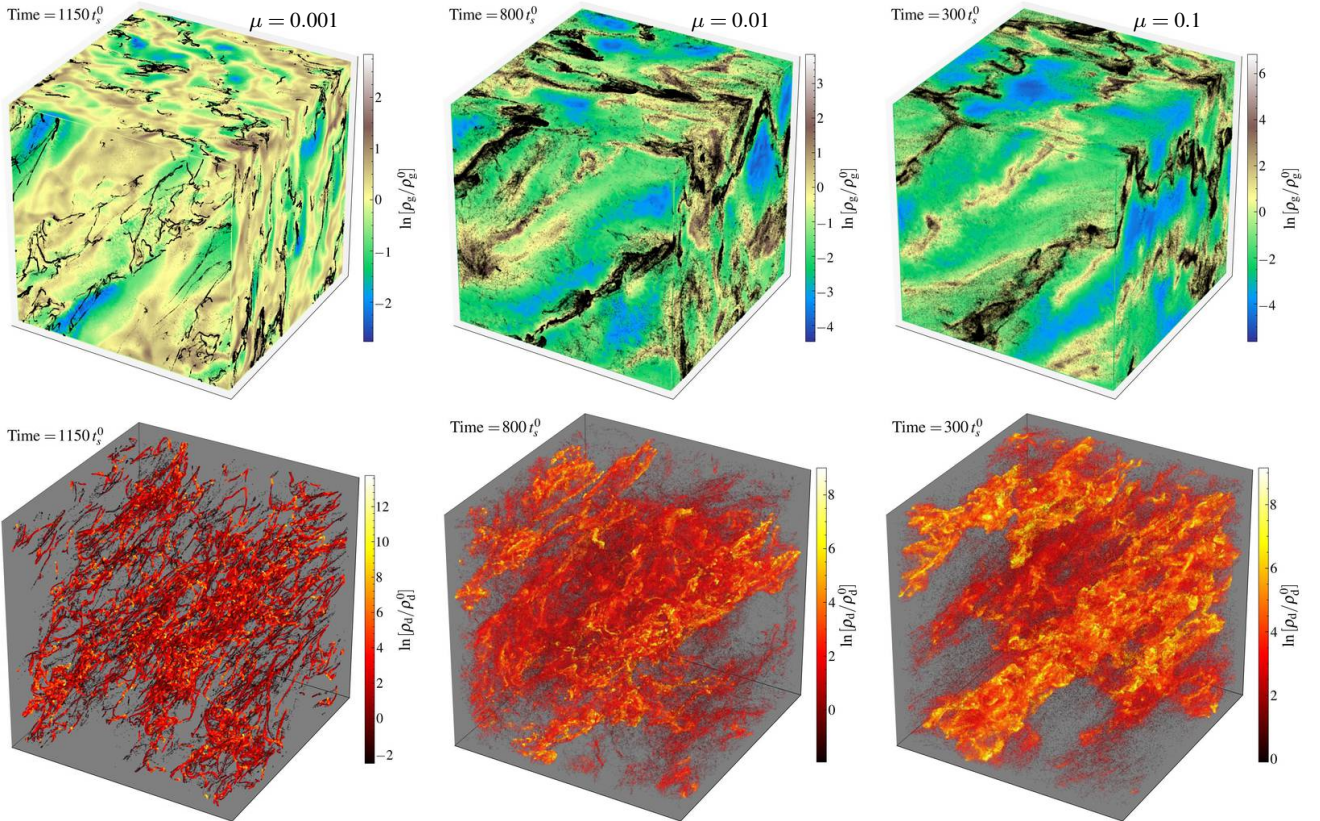 Time = 1150 t_s^0
μ = 0.001
2
1
0
−1
−2
ln [ρ_g/ρ_g^0]
Time = 800 t_s^0
μ = 0.01
3
2
1
0
−1
−2
−3
−4
ln [ρ_g/ρ_g^0]
Time = 300 t_s^0
μ = 0.1
6
4
2
0
−2
−4
ln [ρ_g/ρ_g^0]
Time = 1150 t_s^0
12
10
8
6
4
2
0
−2
ln [ρ_d/ρ_d^0]
Time = 800 t_s^0
8
6
4
2
0
ln [ρ_d/ρ_d^0]
Time = 300 t_s^0
8
6
4
2
0
ln [ρ_d/ρ_d^0]